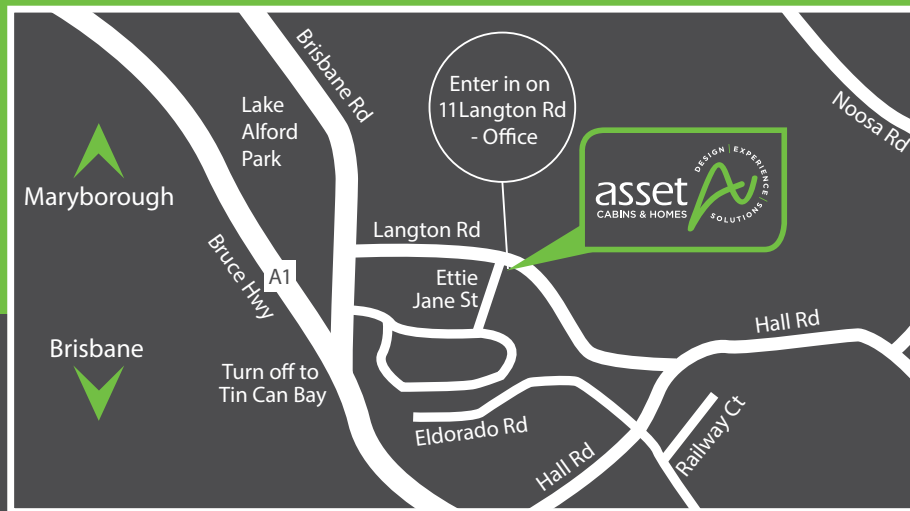 Brisbane Rd
Enter in on
11Langton Rd
- Office
Noosa Rd
Lake
Alford
Park
Maryborough
asset
CABINS & HOMES
DESIGN | EXPERIENCE | SOLUTIONS
Langton Rd
Bruce Hwy
A1
Ettie
Jane St
Hall Rd
Brisbane
Turn off to
Tin Can Bay
Eldorado Rd
Railway Ct
Hall Rd